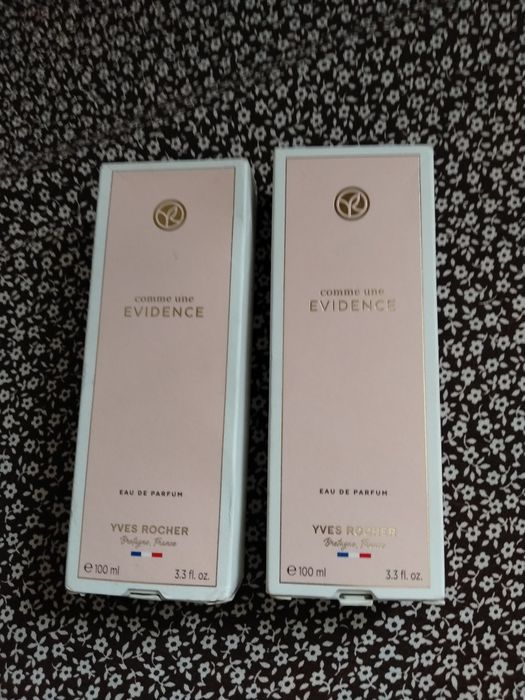 comme une
EVIDENCE
EAU DE PARFUM
YVES ROCHER
Bretagne, France
℮ 100 ml 3.3 fl. oz.
comme une
EVIDENCE
EAU DE PARFUM
YVES ROCHER
Bretagne, France
℮ 100 ml 3.3 fl. oz.